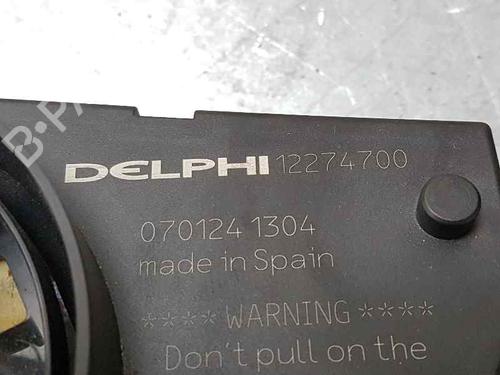 DELPHI 12274700
070124 1304
made in Spain
**** WARNING ****
Don't pull on the